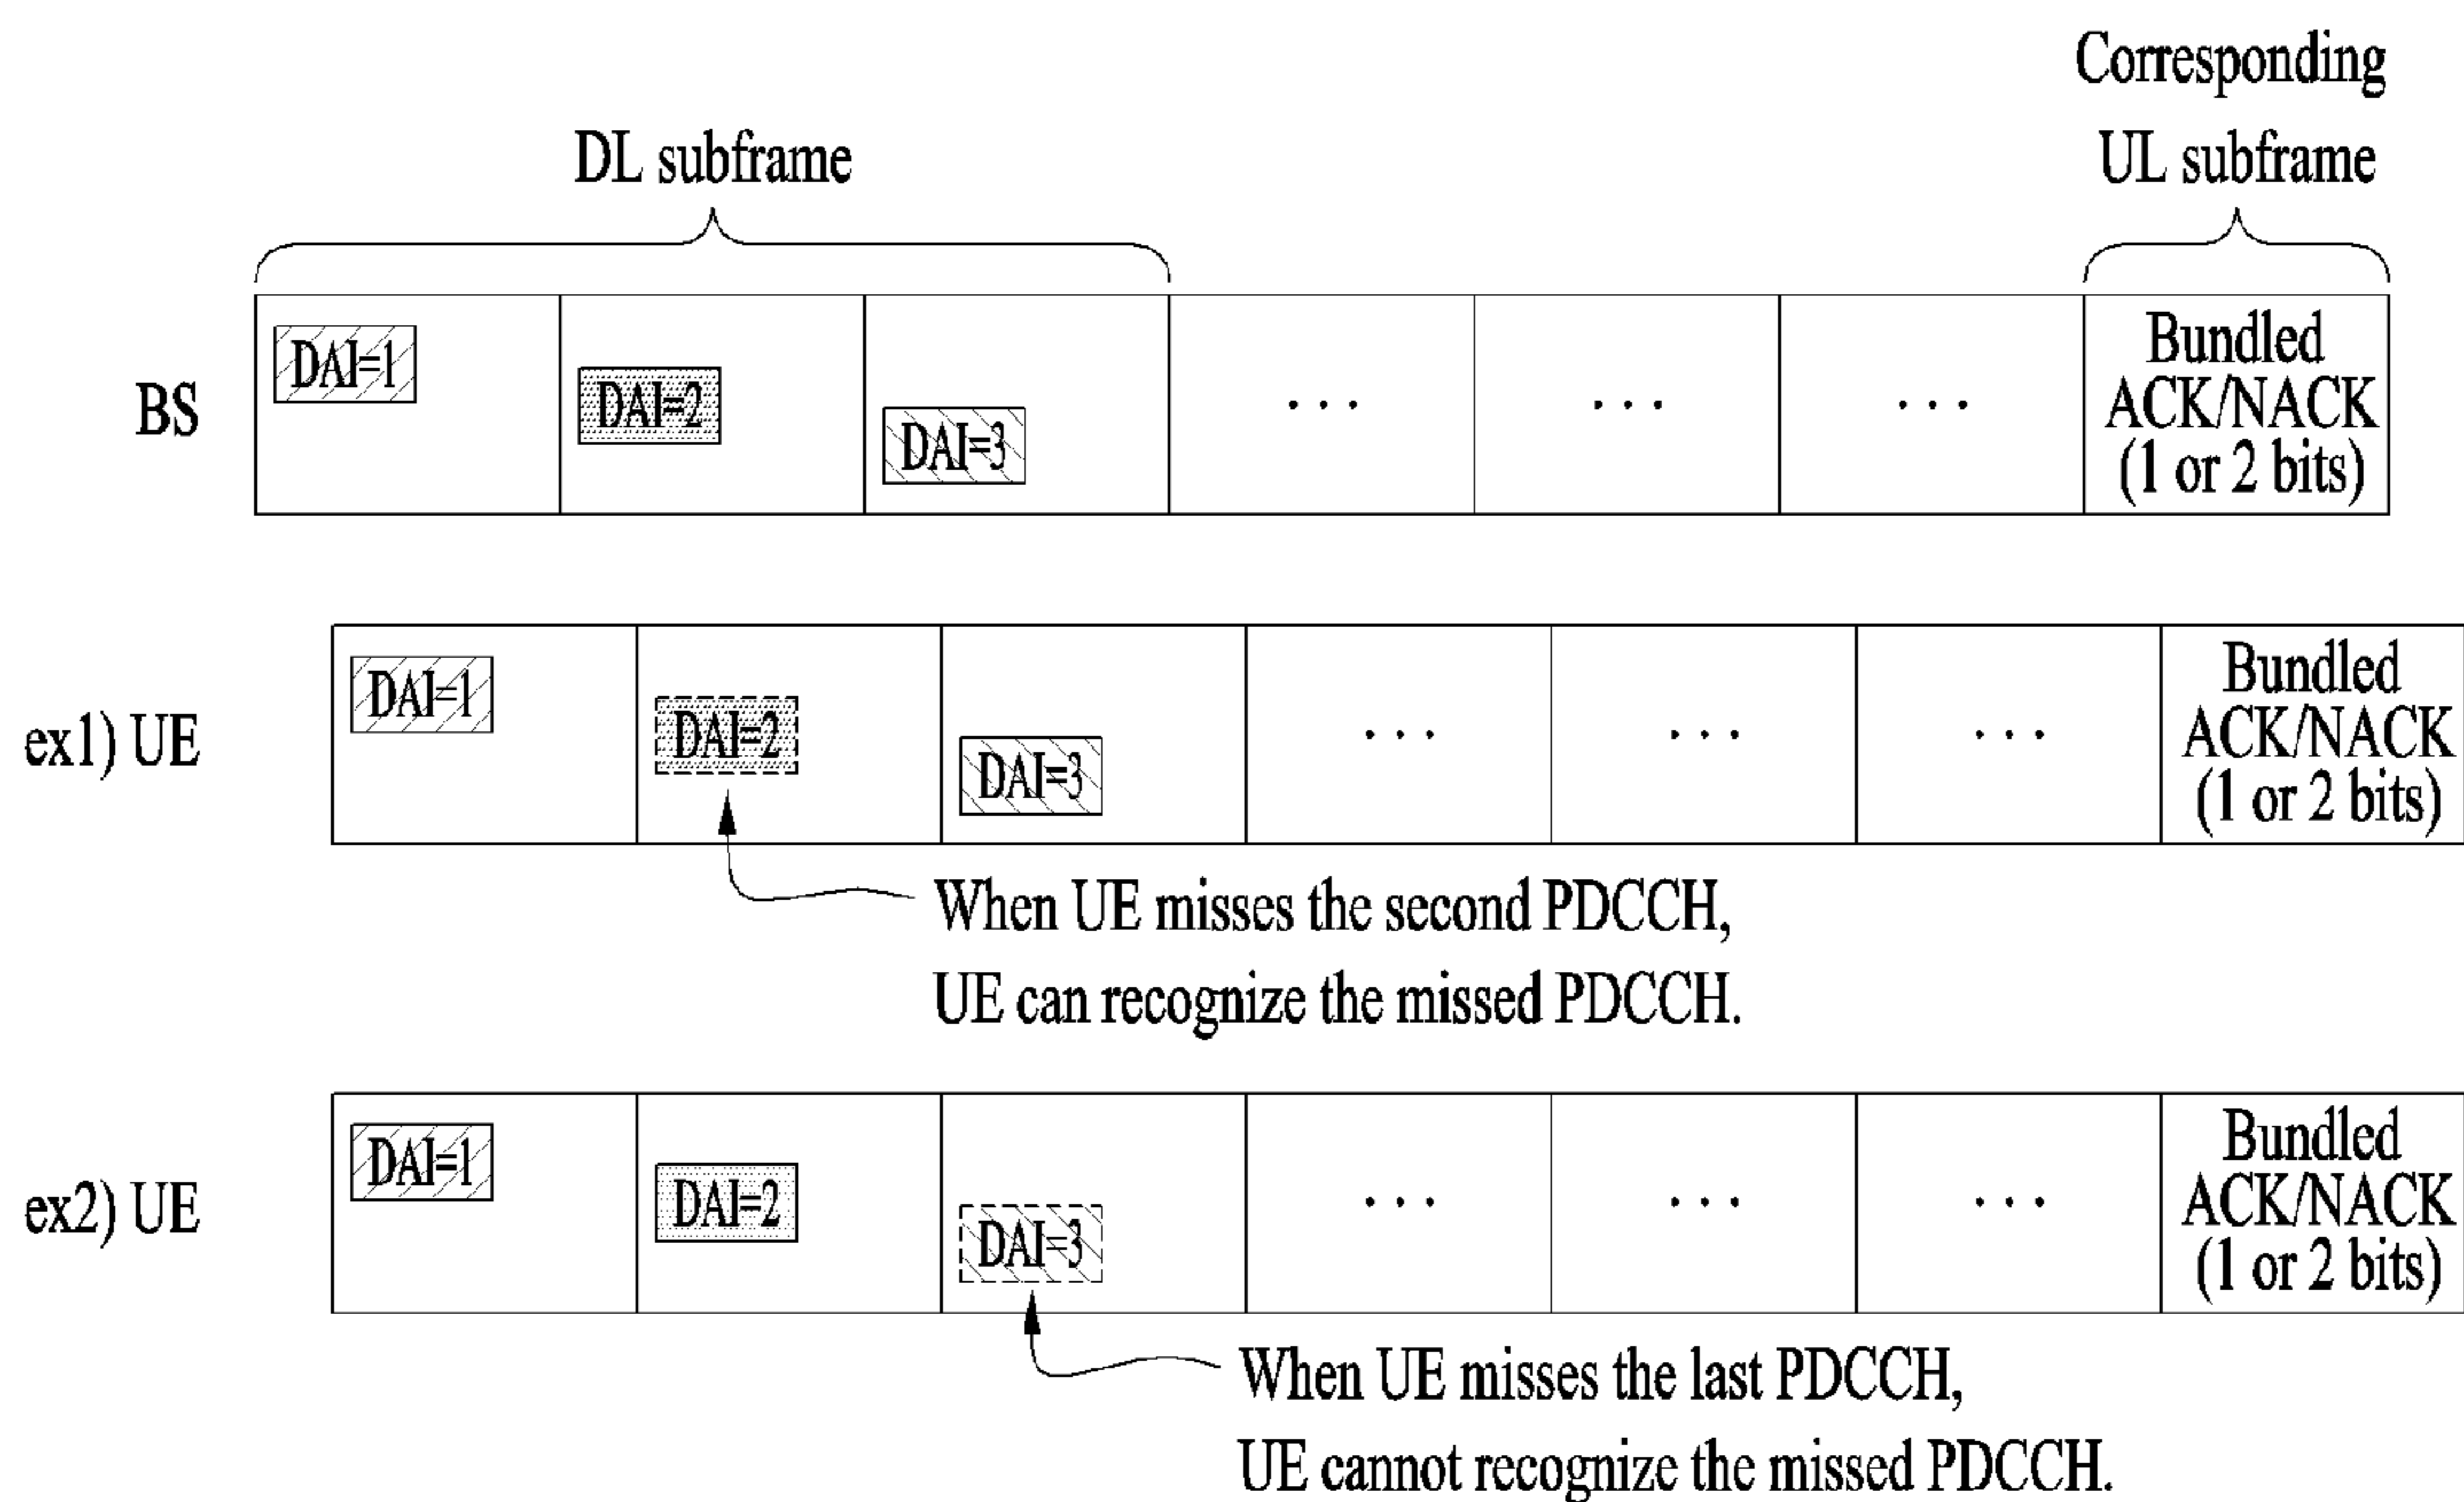 Corresponding
UL subframe
DL subframe
BS
DAI=1
DAI=2
DAI=3
...
...
...
Bundled
ACK/NACK
(1 or 2 bits)
ex1) UE
DAI=1
DAI=2
DAI=3
...
...
...
Bundled
ACK/NACK
(1 or 2 bits)
When UE misses the second PDCCH,
UE can recognize the missed PDCCH.
ex2) UE
DAI=1
DAI=2
DAI=3
...
...
...
Bundled
ACK/NACK
(1 or 2 bits)
When UE misses the last PDCCH,
UE cannot recognize the missed PDCCH.